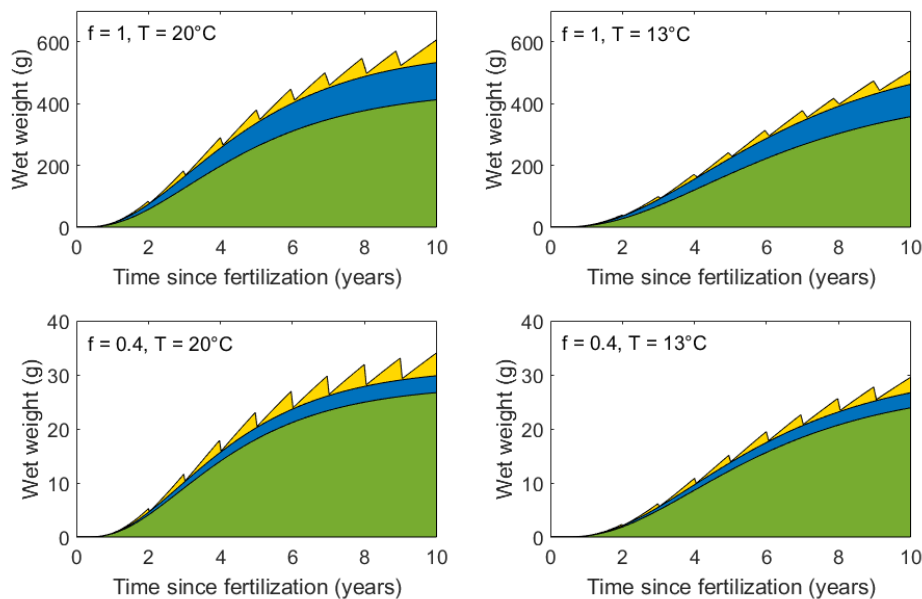 f = 1, T = 20°C
Wet weight (g)
600
400
200
0
0 2 4 6 8 10
Time since fertilization (years)
f = 1, T = 13°C
Wet weight (g)
600
400
200
0
0 2 4 6 8 10
Time since fertilization (years)
f = 0.4, T = 20°C
Wet weight (g)
40
30
20
10
0
0 2 4 6 8 10
Time since fertilization (years)
f = 0.4, T = 13°C
Wet weight (g)
40
30
20
10
0
0 2 4 6 8 10
Time since fertilization (years)